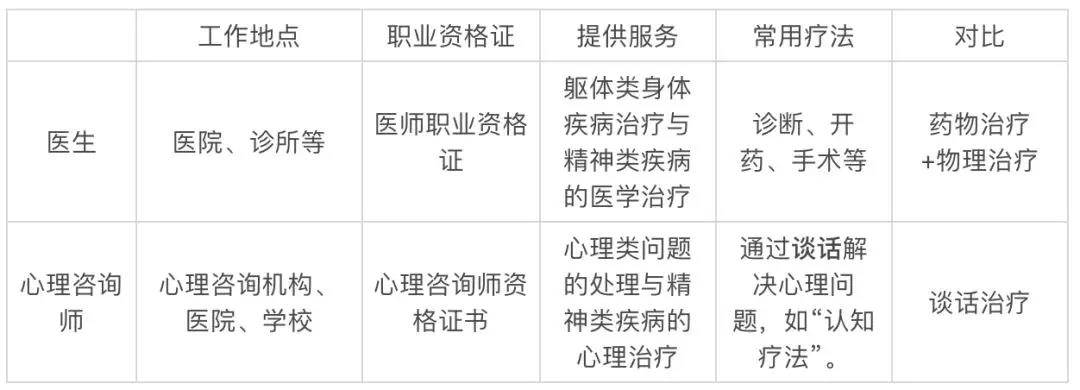 工作地点 职业资格证 提供服务 常用疗法 对比
医生
医院、诊所等
医师职业资格
证
躯体类身体
疾病治疗与
精神类疾病
的医学治疗
诊断、开
药、手术等
药物治疗
+物理治疗
心理咨询
师
心理咨询机构、
医院、学校
心理咨询师资
格证书
心理类问题
的处理与精
神类疾病的
心理治疗
通过谈话解
决心理问
题，如“认知
疗法”。
谈话治疗